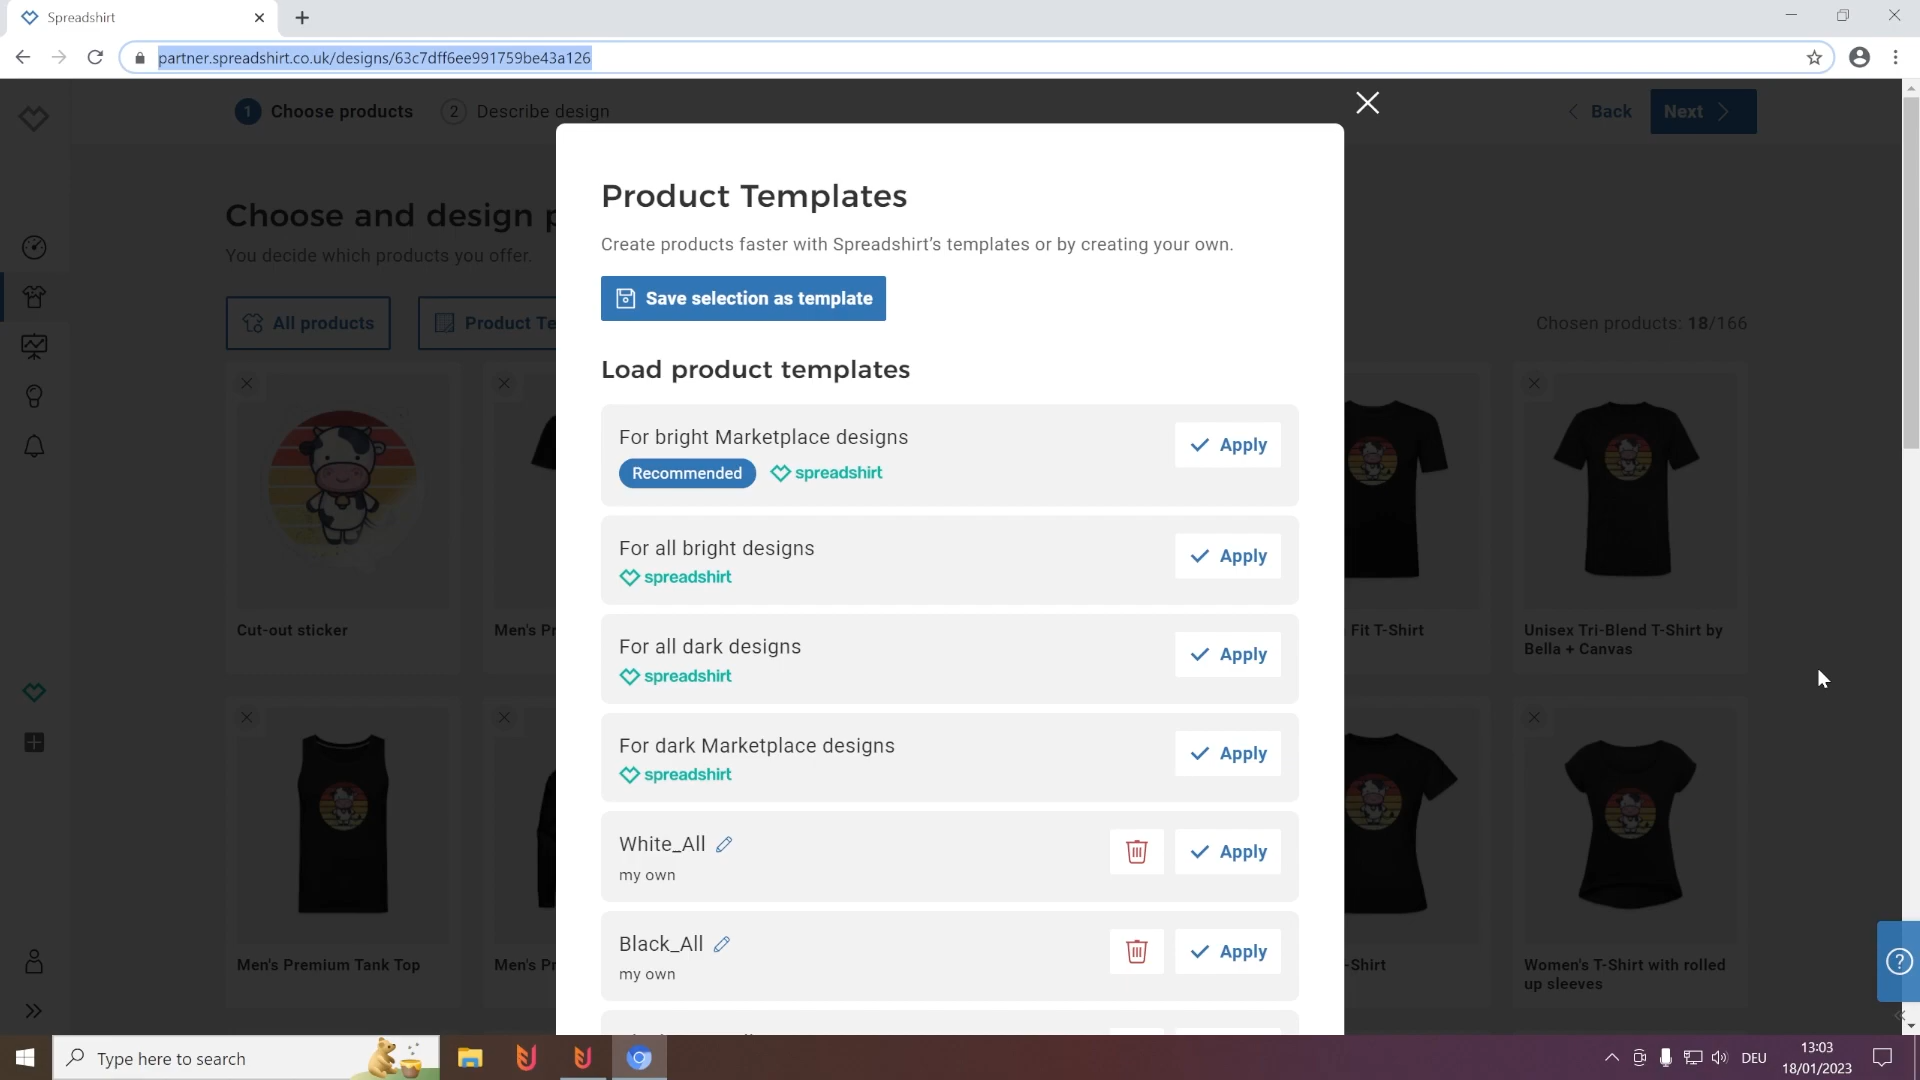 Spreadshirt
partner.spreadshirt.co.uk/designs/63c7dff6ee991759be43a126
1 Choose products 2 Describe design
Back Next
Choose and design p
You decide which products you offer.
All products Product Te
Chosen products: 18/166
Product Templates
Create products faster with Spreadshirt's templates or by creating your own.
Save selection as template
Load product templates
For bright Marketplace designs
Apply
Recommended spreadshirt
For all bright designs
Apply
spreadshirt
For all dark designs
Apply
spreadshirt
For dark Marketplace designs
Apply
spreadshirt
White_All
Apply
my own
Black_All
Apply
my own
Cut-out sticker
Men's Pr
Fit T-Shirt
Unisex Tri-Blend T-Shirt by
Bella + Canvas
Men's Premium Tank Top
Men's Pr
-Shirt
Women's T-Shirt with rolled
up sleeves
Type here to search
DEU
13:03
18/01/2023